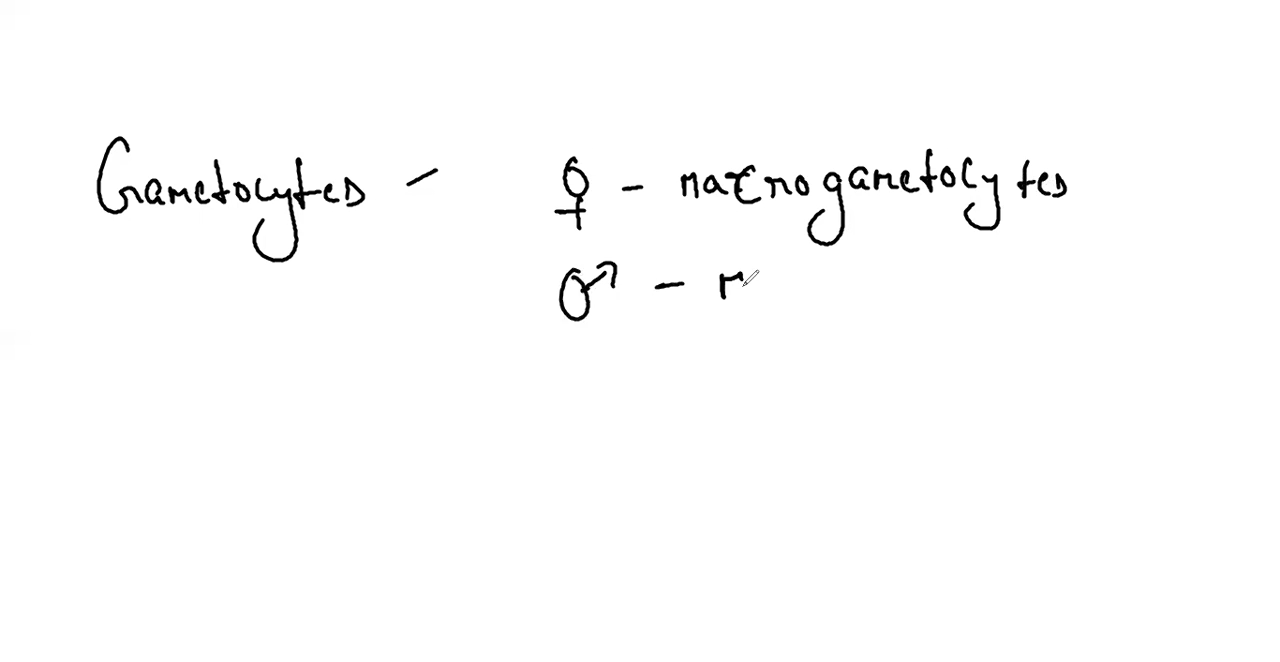 Gametocytes - ♀ - macrogametocytes
♂ - m